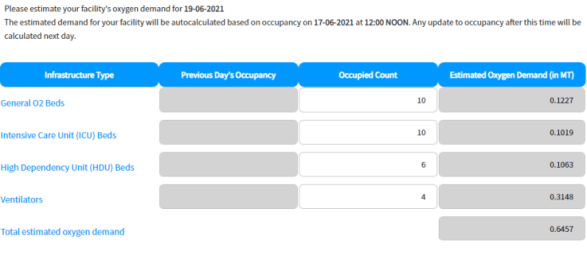 Please estimate your facility's oxygen demand for 19-06-2021
The estimated demand for your facility will be autocalculated based on occupancy on 17-06-2021 at 12:00 NOON. Any update to occupancy after this time will be
calculated next day.
Infrastructure Type Previous Day's Occupancy Occupied Count Estimated Oxygen Demand (in MT)
General O2 Beds 10 0.1227
Intensive Care Unit (ICU) Beds 10 0.1019
High Dependency Unit (HDU) Beds 6 0.1063
Ventilators 4 0.3148
Total estimated oxygen demand 0.6457